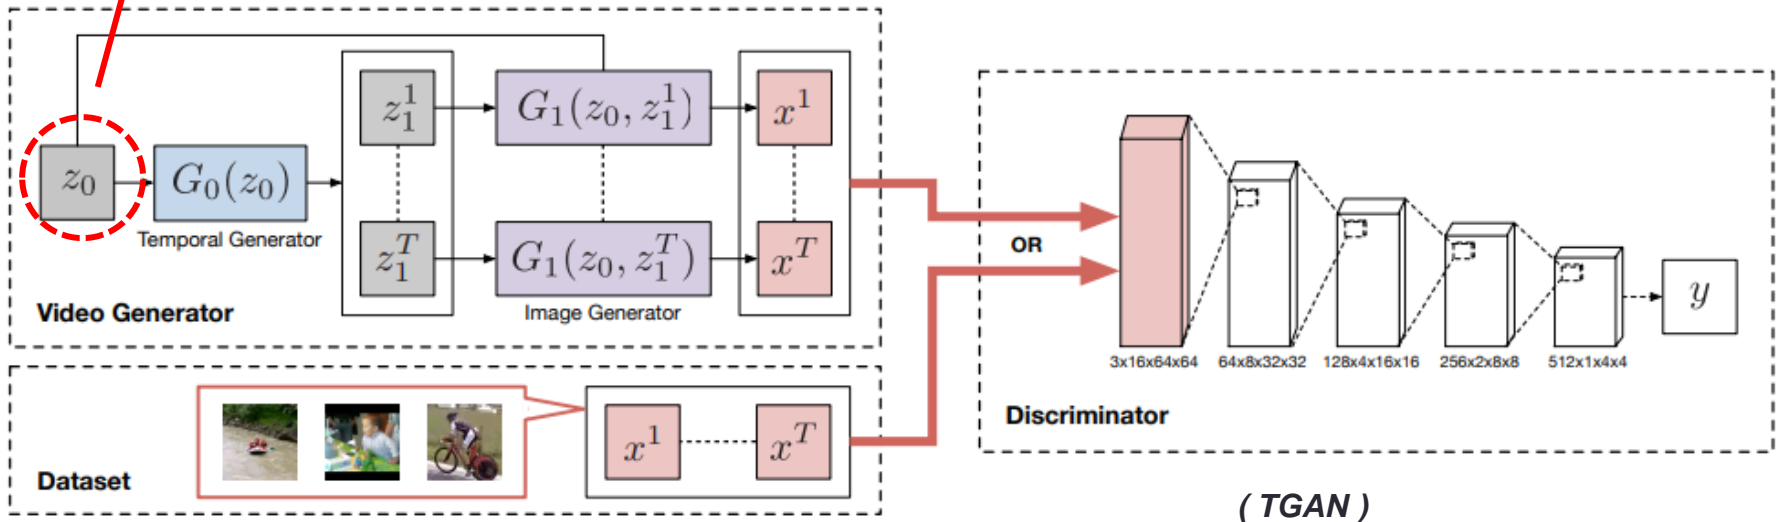 z_0
G_0(z_0)
Temporal Generator
z_1^1
z_1^T
G_1(z_0, z_1^1)
G_1(z_0, z_1^T)
Image Generator
x^1
x^T
Video Generator
Dataset
x^1
x^T
OR
3x16x64x64
64x8x32x32
128x4x16x16
256x2x8x8
512x1x4x4
y
Discriminator
( TGAN )